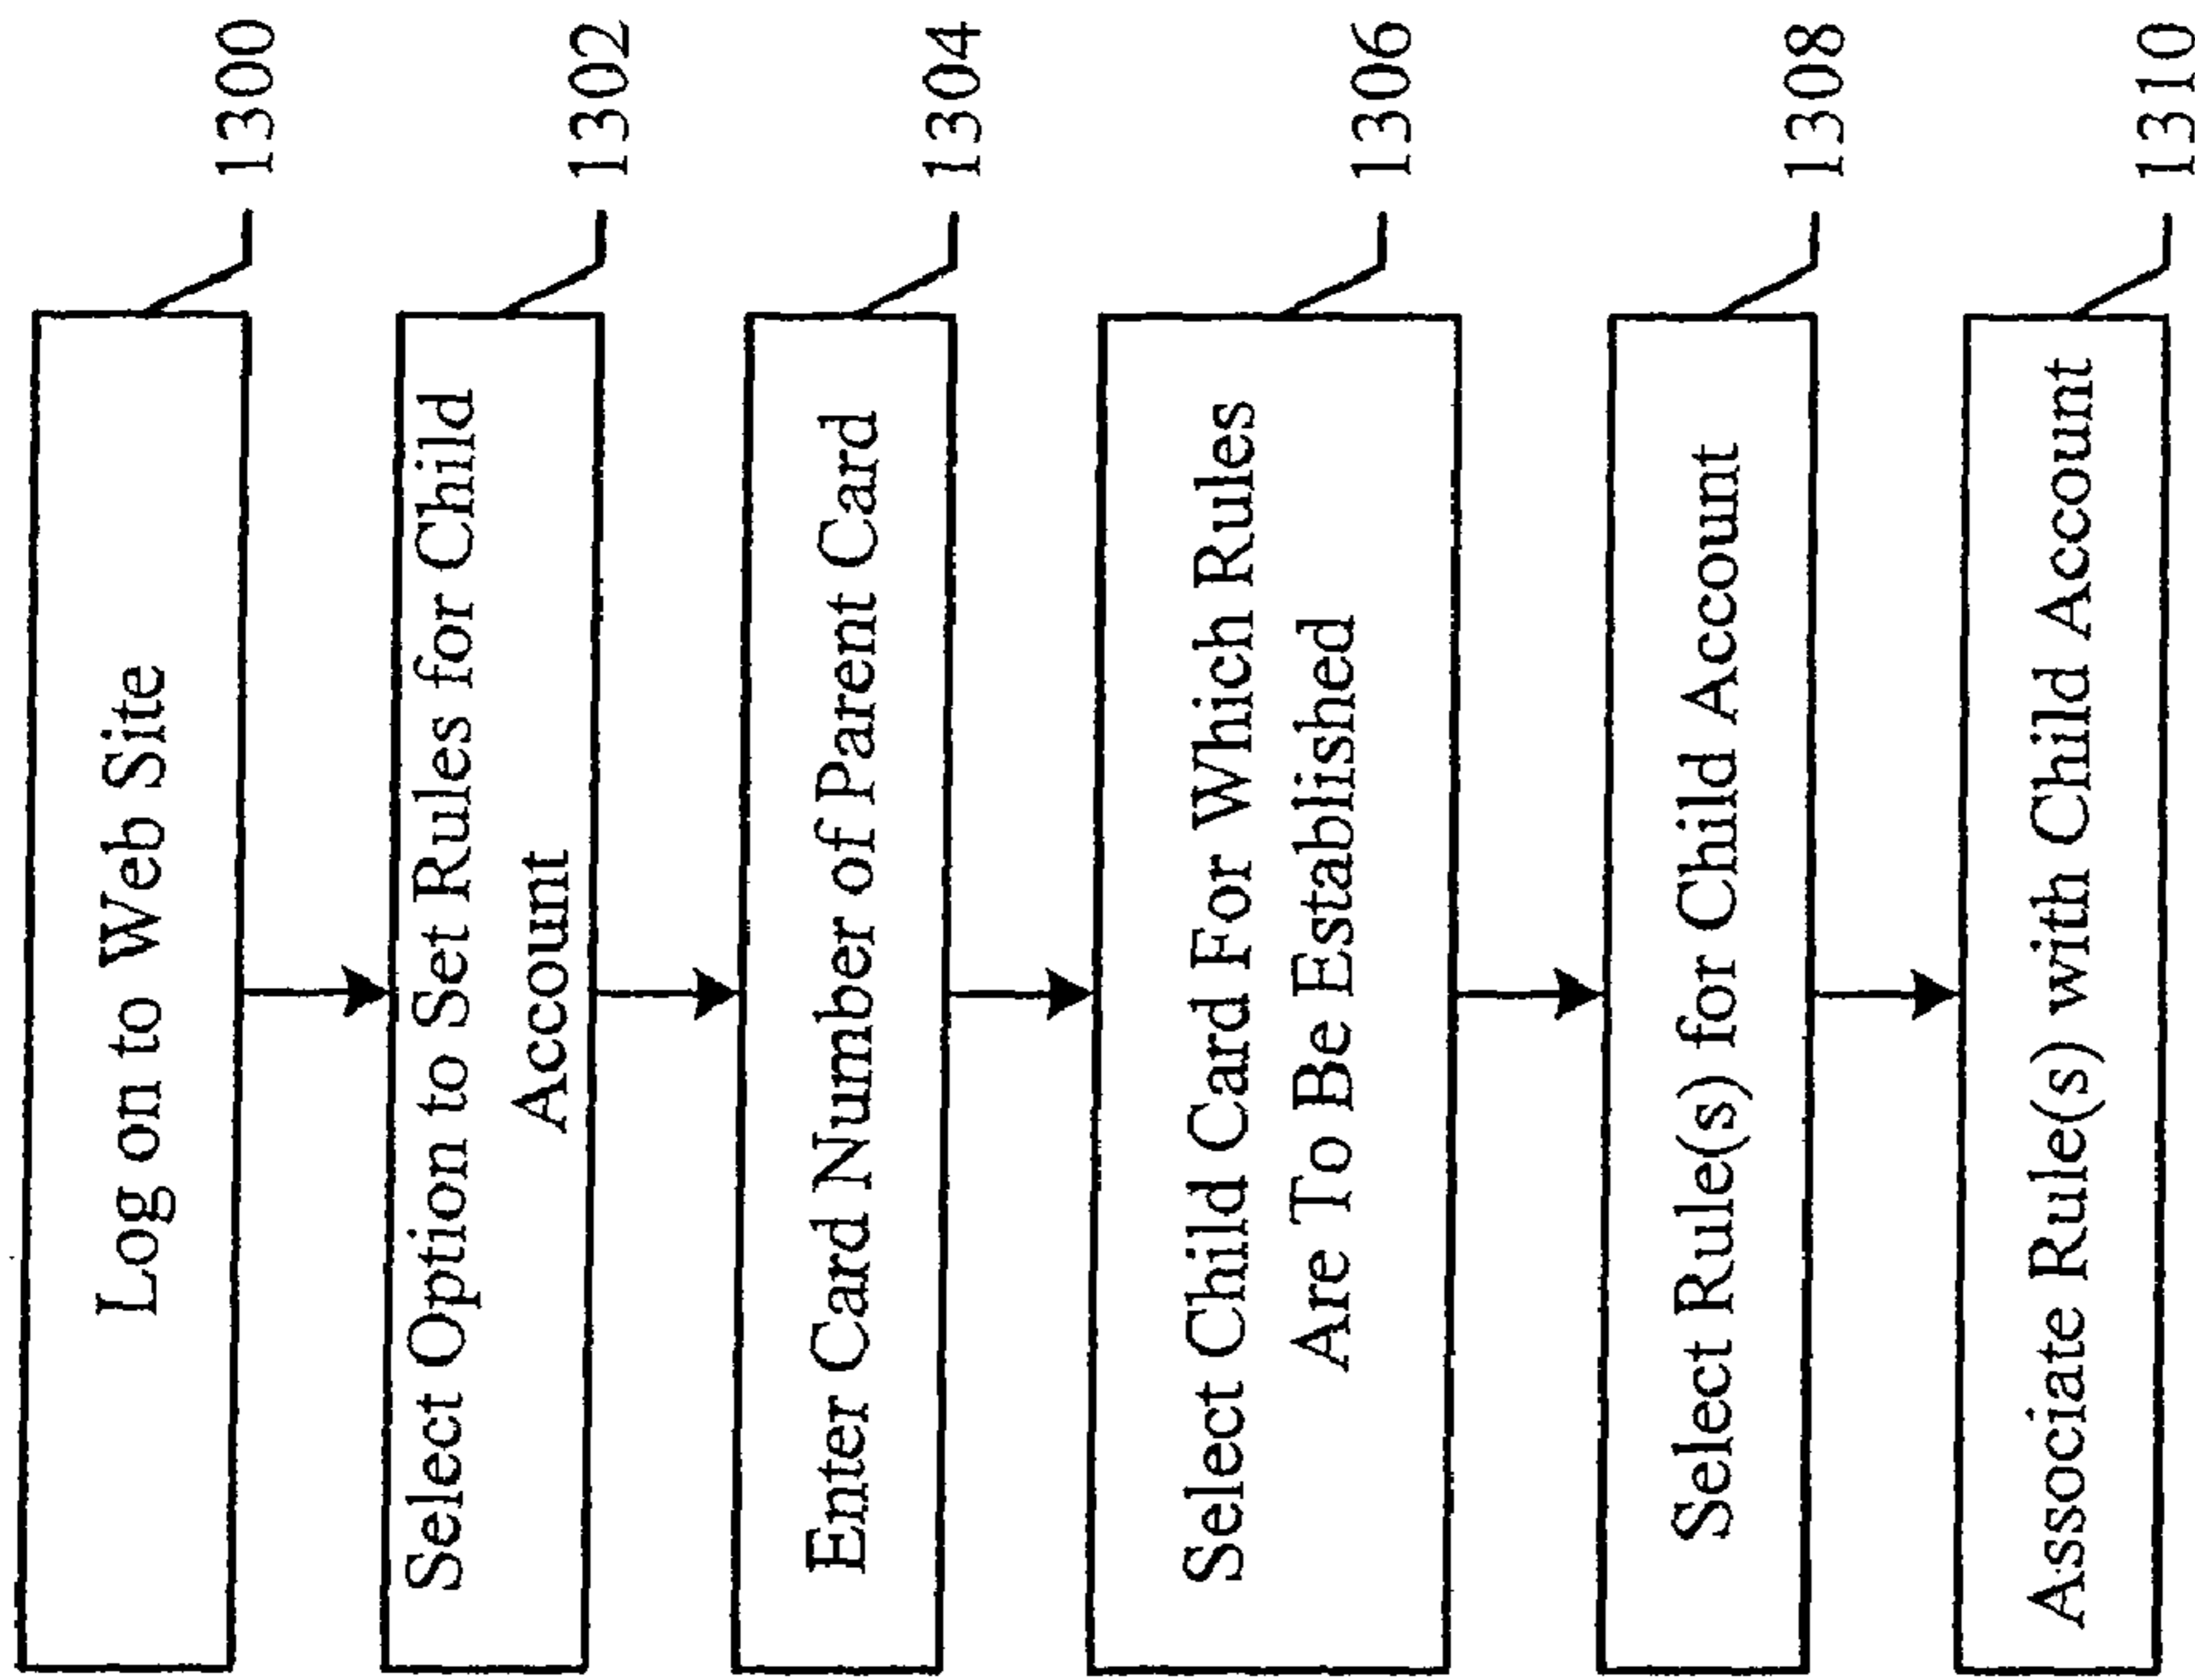 Log on to Web Site
1300
Select Option to Set Rules for Child
Account
1302
Enter Card Number of Parent Card
1304
Select Child Card For Which Rules
Are To Be Established
1306
Select Rule(s) for Child Account
1308
Associate Rule(s) with Child Account
1310